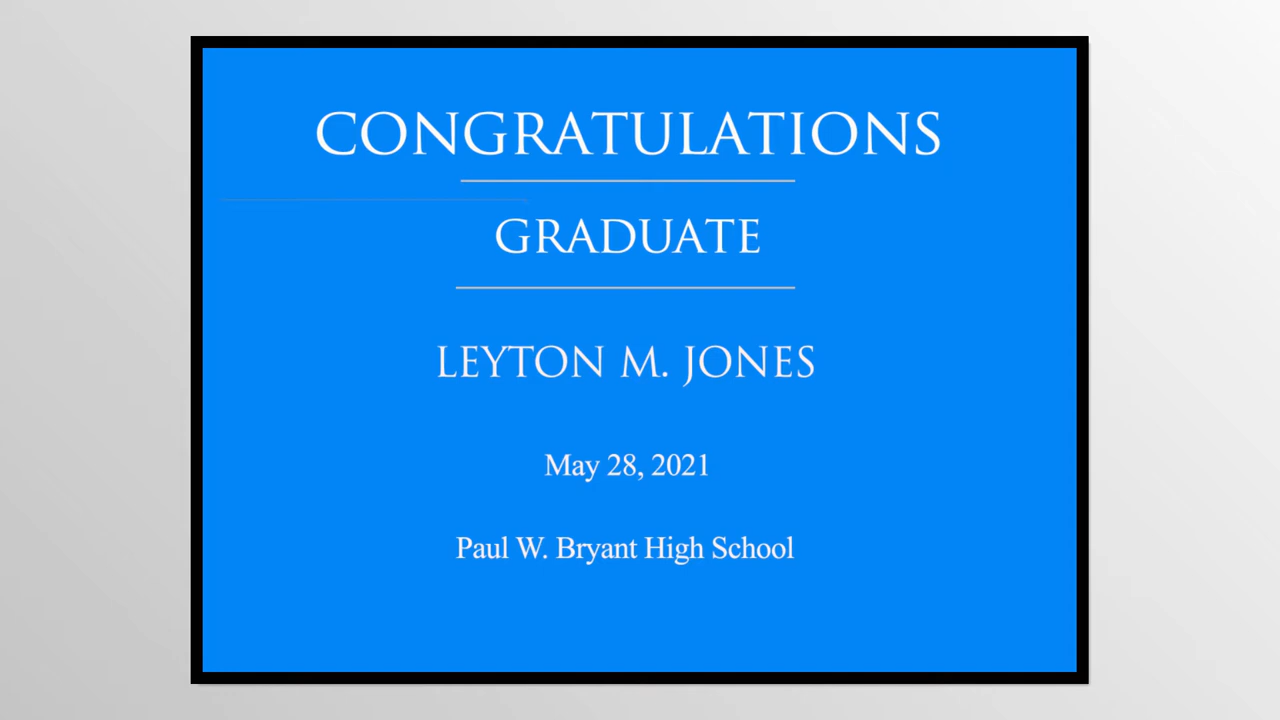 CONGRATULATIONS
GRADUATE
LEYTON M. JONES
May 28, 2021
Paul W. Bryant High School